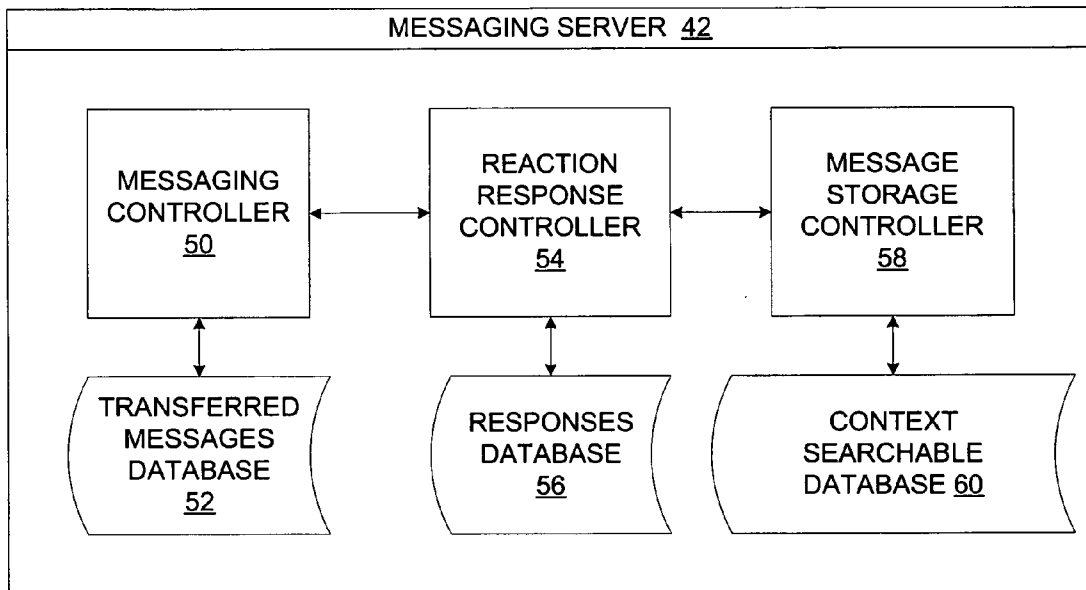 MESSAGING SERVER 42
MESSAGING
CONTROLLER
50
REACTION
RESPONSE
CONTROLLER
54
MESSAGE
STORAGE
CONTROLLER
58
TRANSFERRED
MESSAGES
DATABASE
52
RESPONSES
DATABASE
56
CONTEXT
SEARCHABLE
DATABASE 60